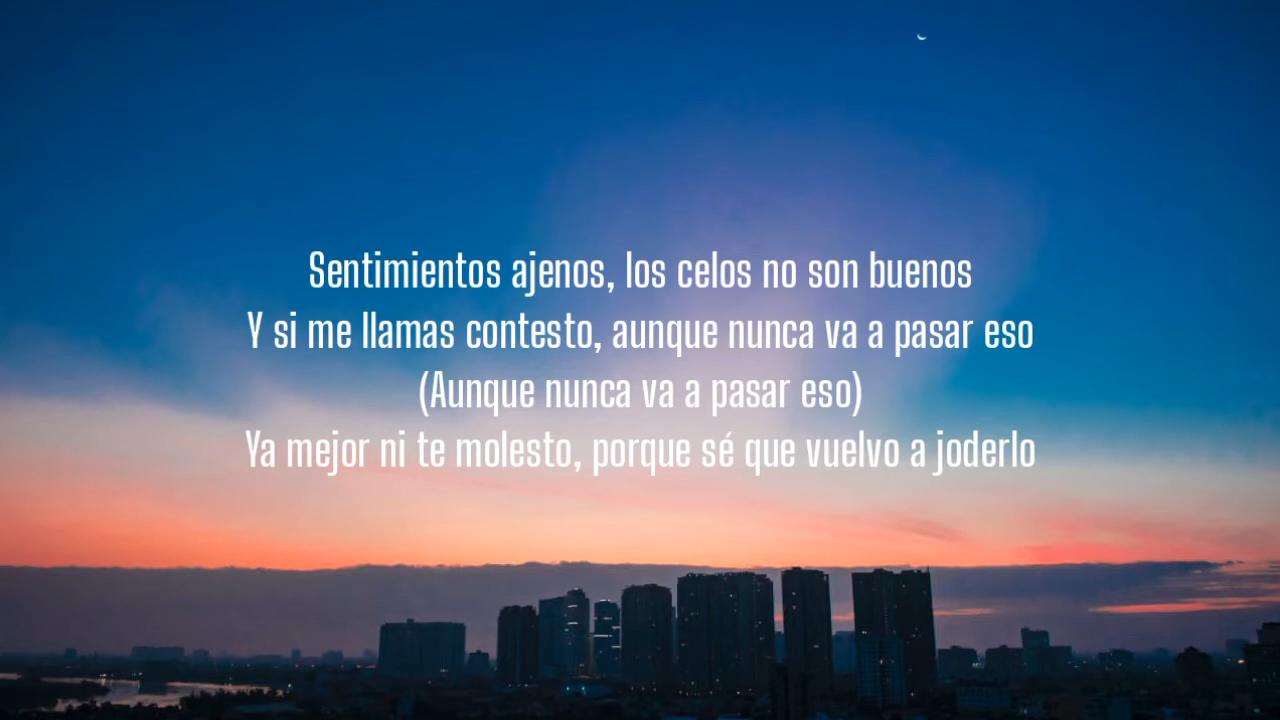 Sentimientos ajenos, los celos no son buenos
Y si me llamas contesto, aunque nunca va a pasar eso
(Aunque nunca va a pasar eso)
Ya mejor ni te molesto, porque sé que vuelvo a joderlo